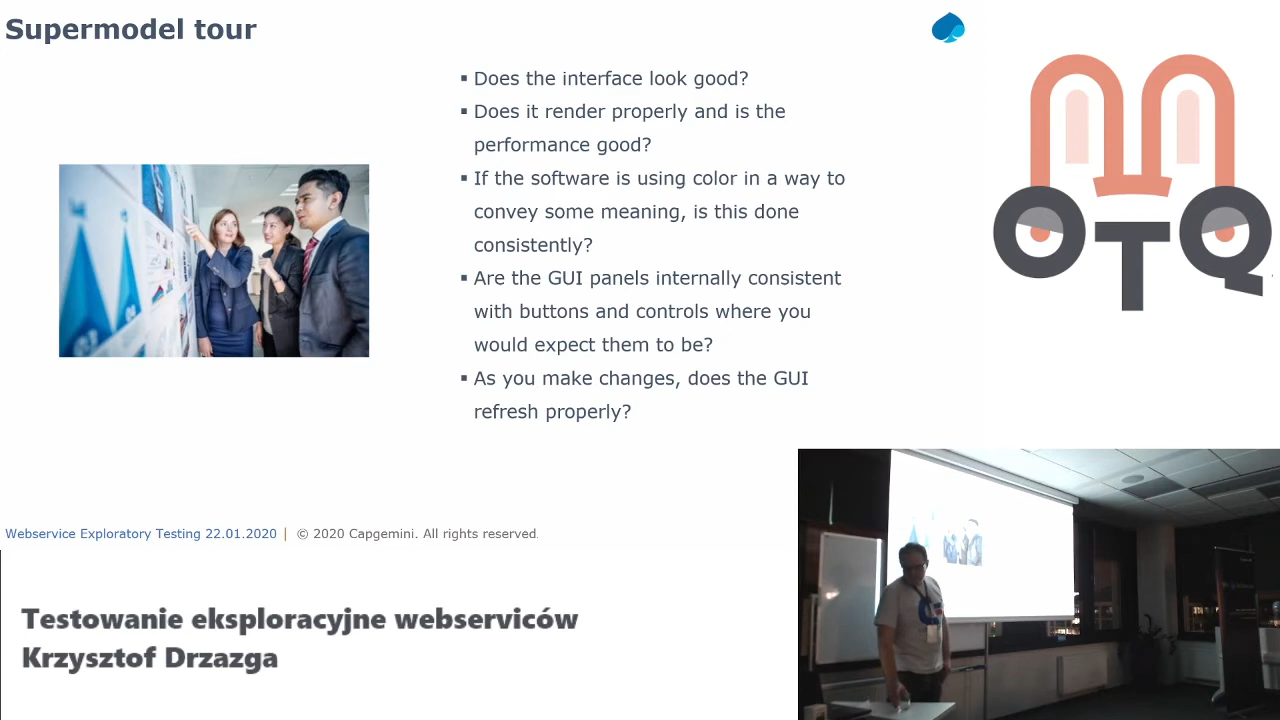 Supermodel tour
▪ Does the interface look good?
▪ Does it render properly and is the
performance good?
▪ If the software is using color in a way to
convey some meaning, is this done
consistently?
▪ Are the GUI panels internally consistent
with buttons and controls where you
would expect them to be?
▪ As you make changes, does the GUI
refresh properly?
OTQ
Webservice Exploratory Testing 22.01.2020 | © 2020 Capgemini. All rights reserved.
Testowanie eksploracyjne webserviców
Krzysztof Drzazga